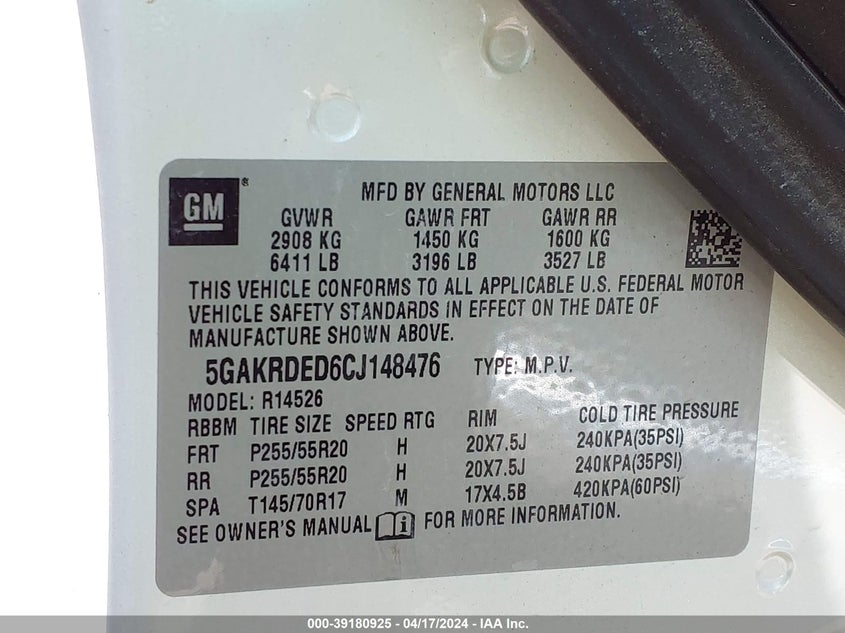 GM ®
MFD BY GENERAL MOTORS LLC
GVWR GAWR FRT GAWR RR
2908 KG 1450 KG 1600 KG
6411 LB 3196 LB 3527 LB
THIS VEHICLE CONFORMS TO ALL APPLICABLE U.S. FEDERAL MOTOR
VEHICLE SAFETY STANDARDS IN EFFECT ON THE DATE OF
MANUFACTURE SHOWN ABOVE.
5GAKRDED6CJ148476 TYPE: M.P.V.
MODEL: R14526
RBBM TIRE SIZE SPEED RTG RIM COLD TIRE PRESSURE
FRT P255/55R20 H 20X7.5J 240KPA(35PSI)
RR P255/55R20 H 20X7.5J 240KPA(35PSI)
SPA T145/70R17 M 17X4.5B 420KPA(60PSI)
SEE OWNER'S MANUAL FOR MORE INFORMATION.
000-39180925 - 04/17/2024 - IAA Inc.